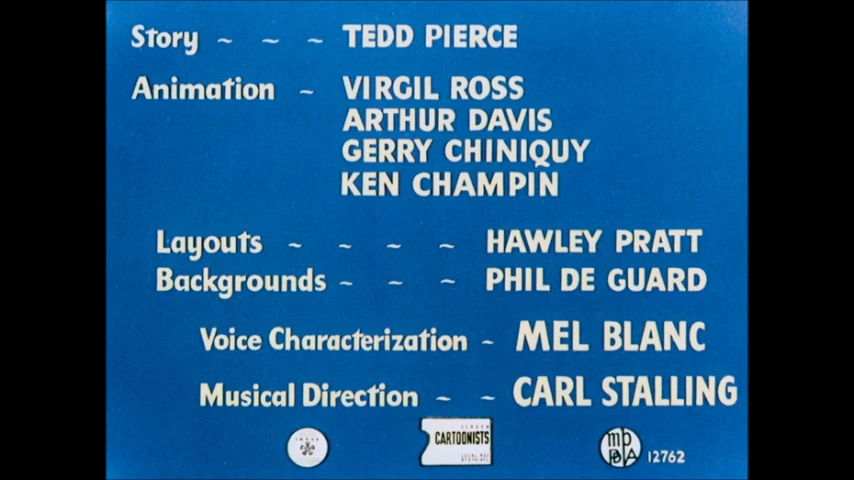 Story ~ ~ ~ TEDD PIERCE
Animation ~ VIRGIL ROSS
ARTHUR DAVIS
GERRY CHINIQUY
KEN CHAMPIN
Layouts ~ ~ ~ ~ HAWLEY PRATT
Backgrounds ~ ~ ~ PHIL DE GUARD
Voice Characterization ~ MEL BLANC
Musical Direction ~ ~ CARL STALLING
SCREEN
CARTOONISTS
12762